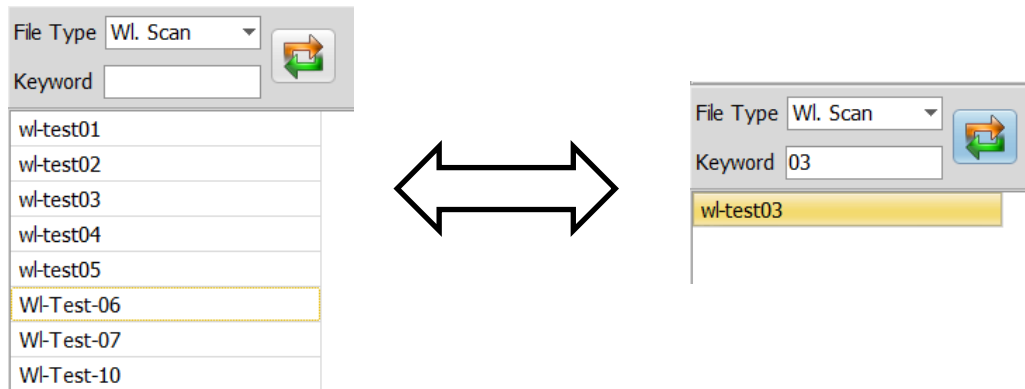 File Type Wl. Scan
Keyword
wl-test01
wl-test02
wl-test03
wl-test04
wl-test05
Wl-Test-06
Wl-Test-07
Wl-Test-10
File Type Wl. Scan
Keyword 03
wl-test03